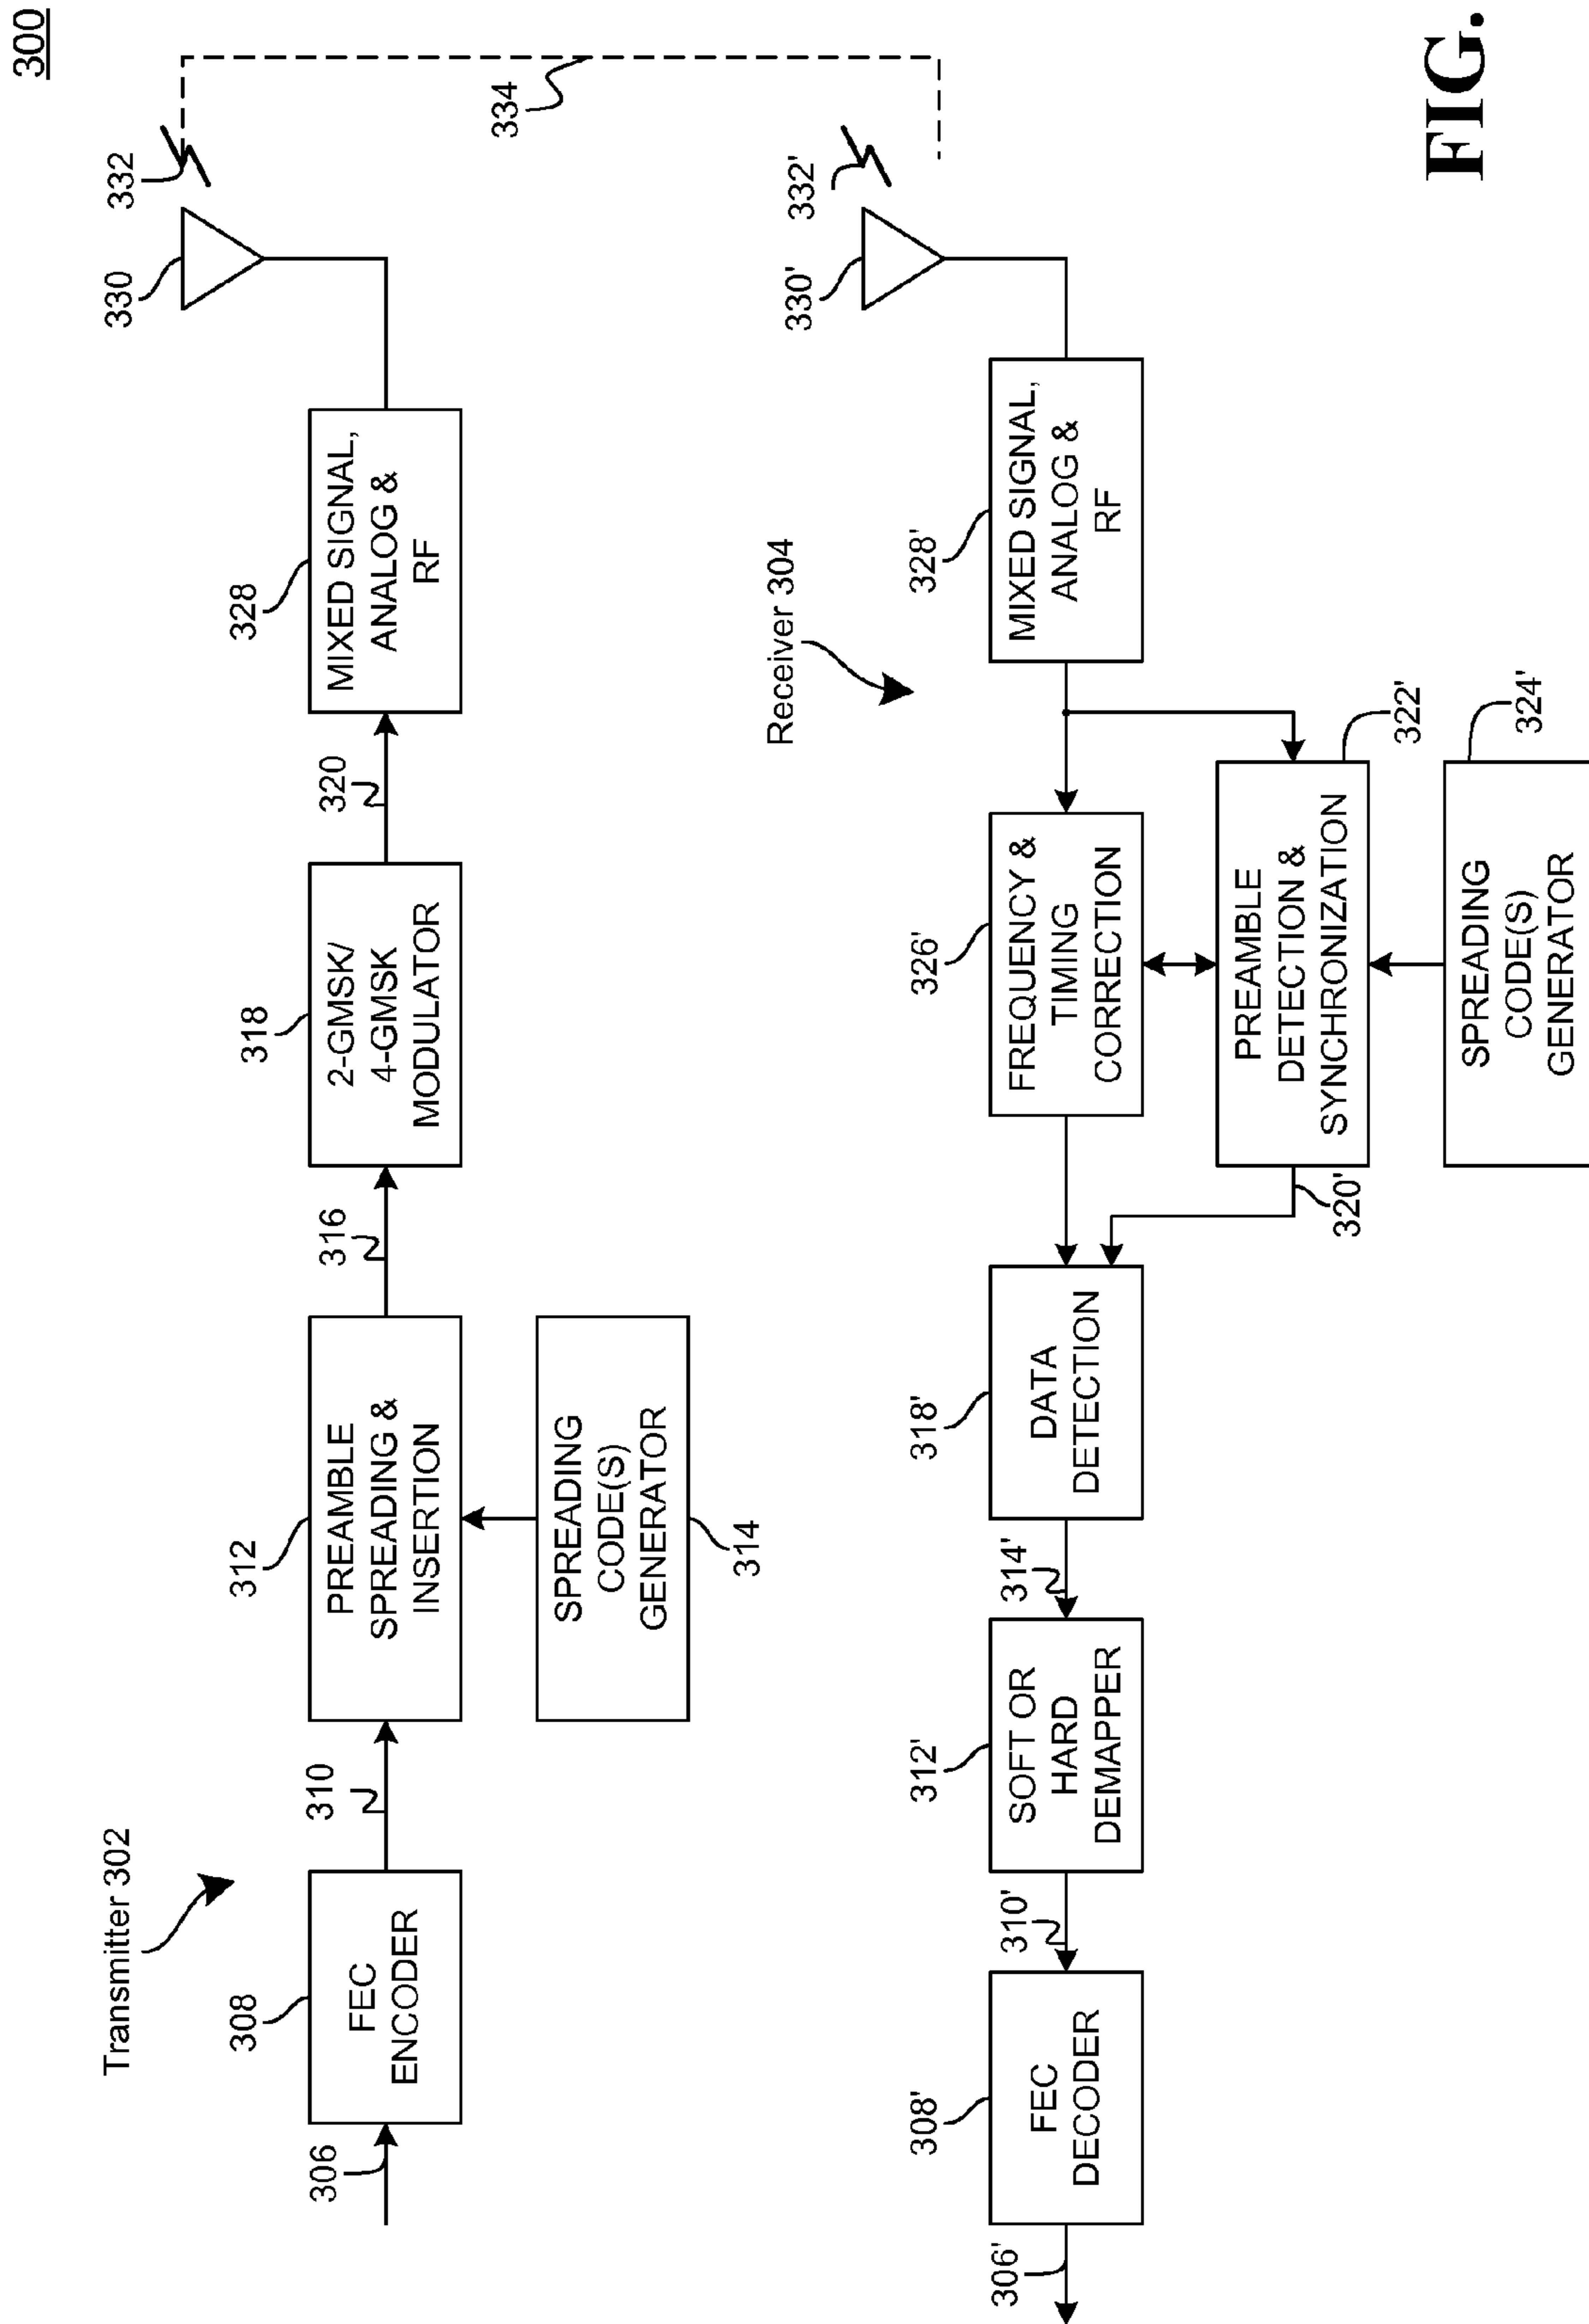 300
Transmitter 302
306
308
FEC
ENCODER
310
312
PREAMBLE
SPREADING &
INSERTION
SPREADING
CODE(S)
GENERATOR
314
316
318
2-GMSK/
4-GMSK
MODULATOR
320
328
MIXED SIGNAL,
ANALOG &
RF
330
332
334
Receiver 304
306'
308'
FEC
DECODER
310'
312'
SOFT OR
HARD
DEMAPPER
314'
318'
DATA
DETECTION
320'
326'
FREQUENCY &
TIMING
CORRECTION
PREAMBLE
DETECTION &
SYNCHRONIZATION
322'
SPREADING
CODE(S)
GENERATOR
324'
328'
MIXED SIGNAL,
ANALOG &
RF
330'
332'
FIG.